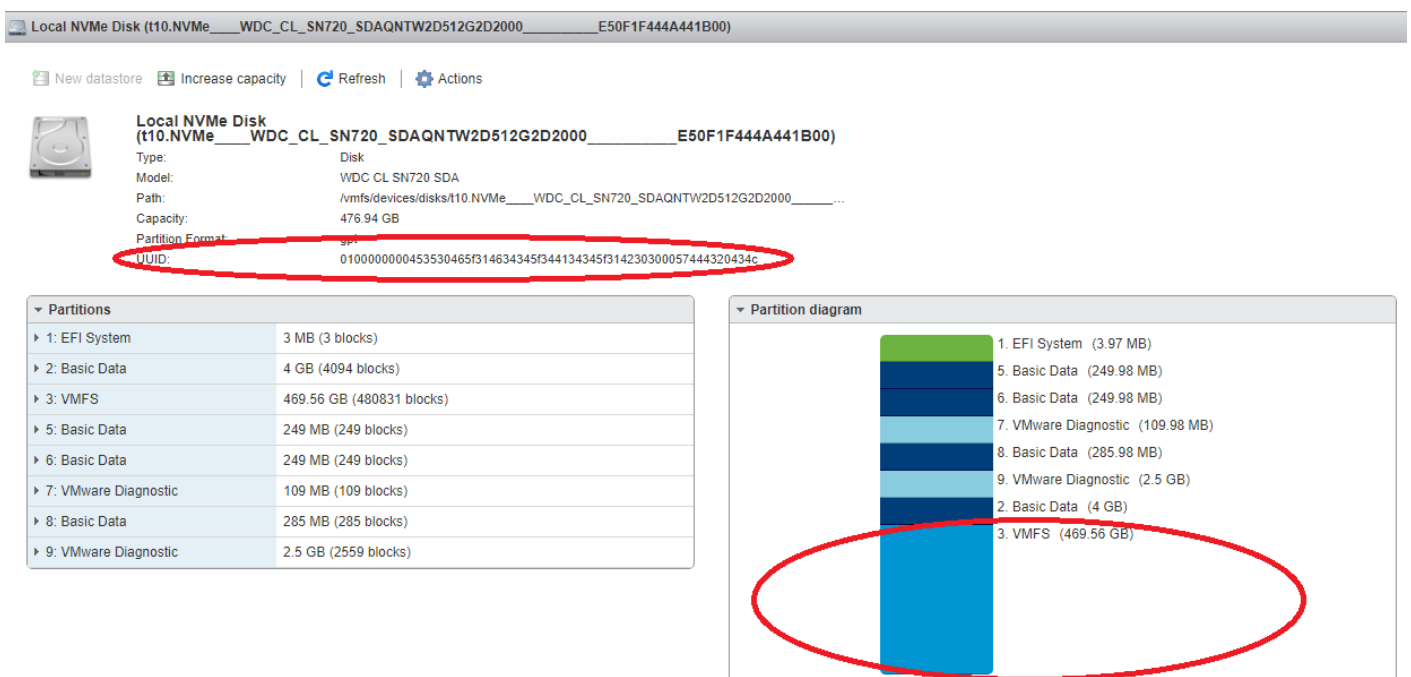 Local NVMe Disk (t10.NVMe____WDC_CL_SN720_SDAQNTW2D512G2D2000__________E50F1F444A441B00)
New datastore Increase capacity Refresh Actions
Local NVMe Disk
(t10.NVMe____WDC_CL_SN720_SDAQNTW2D512G2D2000__________E50F1F444A441B00)
Type: Disk
Model: WDC CL SN720 SDA
Path: /vmfs/devices/disks/t10.NVMe____WDC_CL_SN720_SDAQNTW2D512G2D2000______...
Capacity: 476.94 GB
Partition Format: gpt
UUID: 0100000000453530465f314634345f344134345f314230300057444320434c
Partitions
1: EFI System 3 MB (3 blocks)
2: Basic Data 4 GB (4094 blocks)
3: VMFS 469.56 GB (480831 blocks)
5: Basic Data 249 MB (249 blocks)
6: Basic Data 249 MB (249 blocks)
7: VMware Diagnostic 109 MB (109 blocks)
8: Basic Data 285 MB (285 blocks)
9: VMware Diagnostic 2.5 GB (2559 blocks)
Partition diagram
1. EFI System (3.97 MB)
5. Basic Data (249.98 MB)
6. Basic Data (249.98 MB)
7. VMware Diagnostic (109.98 MB)
8. Basic Data (285.98 MB)
9. VMware Diagnostic (2.5 GB)
2. Basic Data (4 GB)
3. VMFS (469.56 GB)